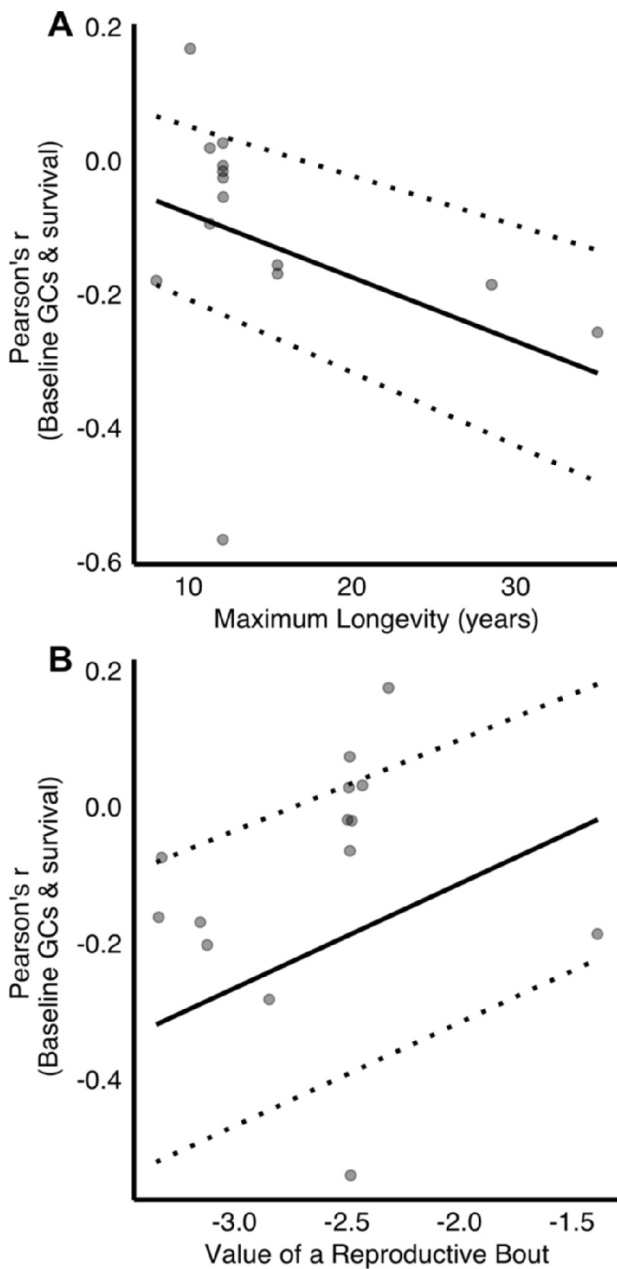 A
0.2
0.0
-0.2
-0.4
-0.6
Pearson's r
(Baseline GCs & survival)
10 20 30
Maximum Longevity (years)
B
0.2
0.0
-0.2
-0.4
Pearson's r
(Baseline GCs & survival)
-3.0 -2.5 -2.0 -1.5
Value of a Reproductive Bout